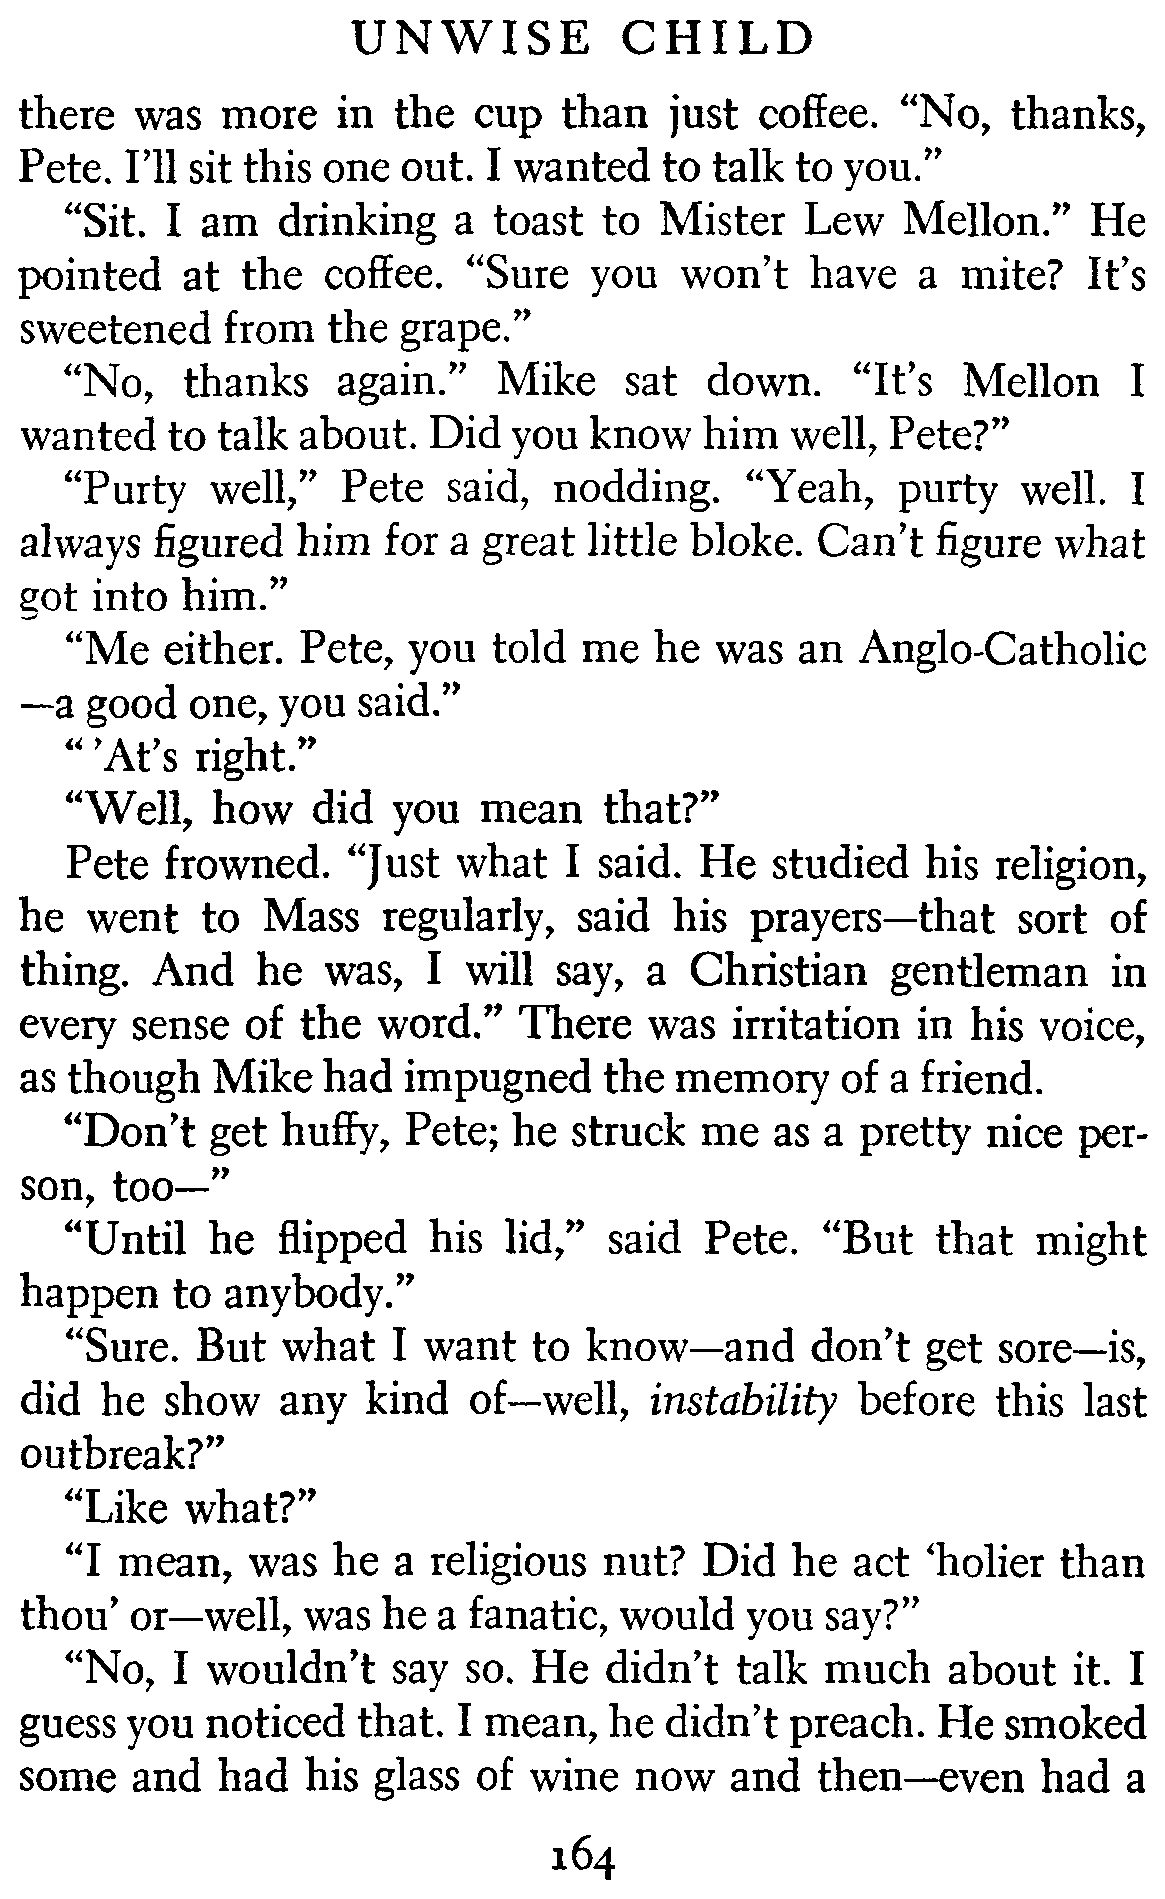 UNWISE CHILD
there was more in the cup than just coffee. “No, thanks,
Pete. I’ll sit this one out. I wanted to talk to you.”
“Sit. I am drinking a toast to Mister Lew Mellon.” He
pointed at the coffee. “Sure you won’t have a mite? It’s
sweetened from the grape.”
“No, thanks again.” Mike sat down. “It’s Mellon I
wanted to talk about. Did you know him well, Pete?”
“Purty well,” Pete said, nodding. “Yeah, purty well. I
always figured him for a great little bloke. Can’t figure what
got into him.”
“Me either. Pete, you told me he was an Anglo-Catholic
—a good one, you said.”
“ ’At’s right.”
“Well, how did you mean that?”
Pete frowned. “Just what I said. He studied his religion,
he went to Mass regularly, said his prayers—that sort of
thing. And he was, I will say, a Christian gentleman in
every sense of the word.” There was irritation in his voice,
as though Mike had impugned the memory of a friend.
“Don’t get huffy, Pete; he struck me as a pretty nice per-
son, too—”
“Until he flipped his lid,” said Pete. “But that might
happen to anybody.”
“Sure. But what I want to know—and don’t get sore—is,
did he show any kind of—well, instability before this last
outbreak?”
“Like what?”
“I mean, was he a religious nut? Did he act ‘holier than
thou’ or—well, was he a fanatic, would you say?”
“No, I wouldn’t say so. He didn’t talk much about it. I
guess you noticed that. I mean, he didn’t preach. He smoked
some and had his glass of wine now and then—even had a
164